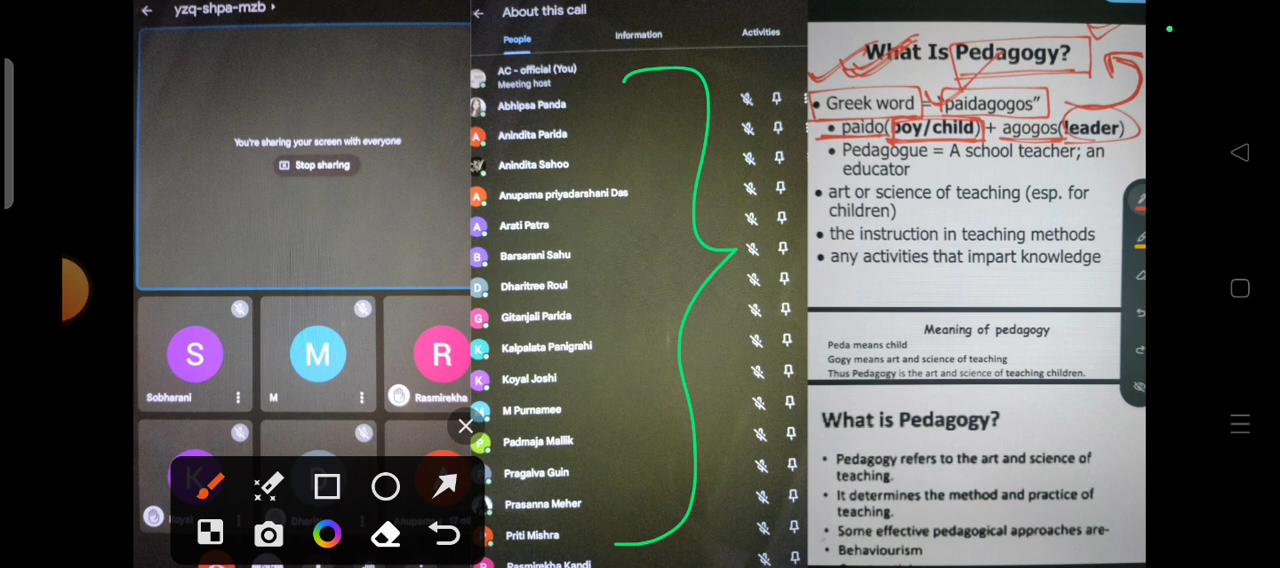 yzq-shpa-mzb
You're sharing your screen with everyone
Stop sharing
S
M
R
Sobharani
M
Rasmirekha
About this call
People
Information
Activities
AC - official (You)
Meeting host
Abhipsa Panda
A
Anindita Parida
Anindita Sahoo
A
Anupama priyadarshani Das
A
Arati Patra
B
Barsarani Sahu
D
Dharitree Roul
G
Gitanjali Parida
K
Kalpalata Panigrahi
K
Koyal Joshi
M Purnamee
P
Padmaja Mallik
Pragalva Guin
Prasanna Meher
P
Priti Mishra
R
Rasmirekha Kandi
What Is Pedagogy?
• Greek word = "paidagogos"
• paido(boy/child) + agogos(leader)
• Pedagogue = A school teacher; an
educator
• art or science of teaching (esp. for
children)
• the instruction in teaching methods
• any activities that impart knowledge
Meaning of pedagogy
Peda means child
Gogy means art and science of teaching
Thus Pedagogy is the art and science of teaching children.
What is Pedagogy?
• Pedagogy refers to the art and science of
teaching.
• It determines the method and practice of
teaching.
• Some effective pedagogical approaches are-
• Behaviourism